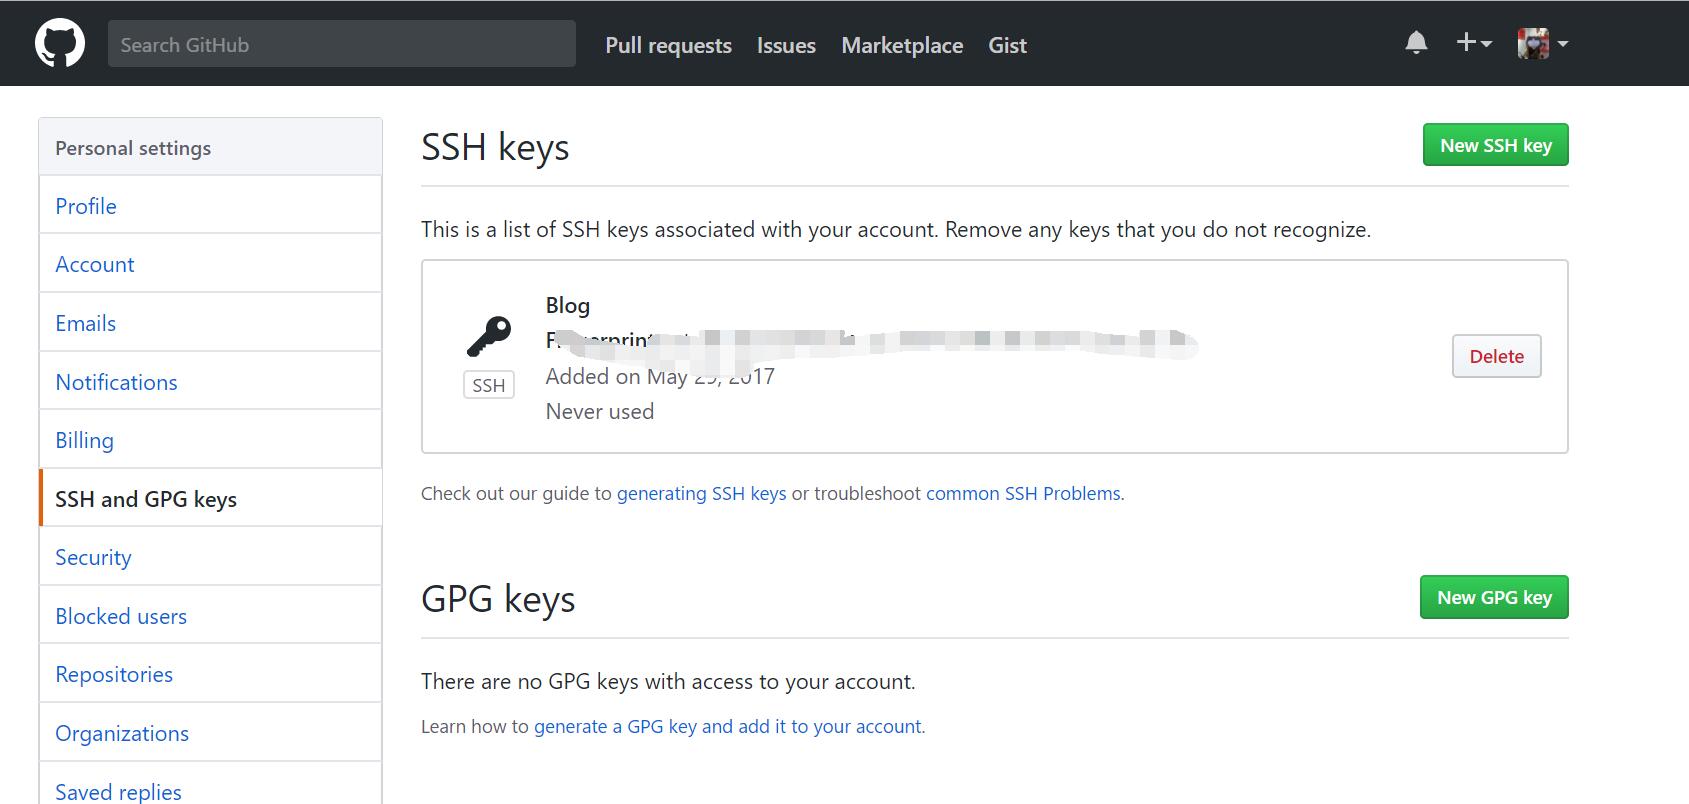 Search GitHub
Pull requests
Issues
Marketplace
Gist
Personal settings
Profile
Account
Emails
Notifications
Billing
SSH and GPG keys
Security
Blocked users
Repositories
Organizations
Saved replies
SSH keys
New SSH key
This is a list of SSH keys associated with your account. Remove any keys that you do not recognize.
SSH
Blog
Added on May 29, 2017
Never used
Delete
Check out our guide to generating SSH keys or troubleshoot common SSH Problems.
GPG keys
New GPG key
There are no GPG keys with access to your account.
Learn how to generate a GPG key and add it to your account.